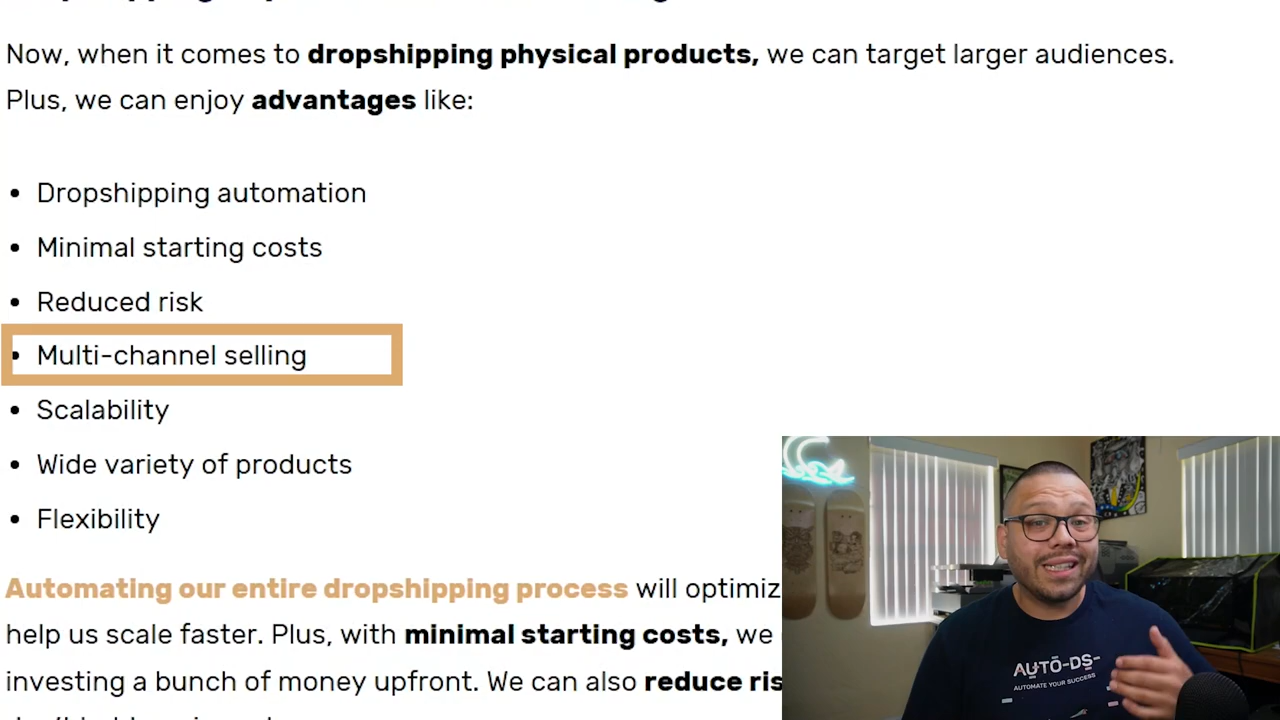 Now, when it comes to dropshipping physical products, we can target larger audiences.
Plus, we can enjoy advantages like:
• Dropshipping automation
• Minimal starting costs
• Reduced risk
• Multi-channel selling
• Scalability
• Wide variety of products
• Flexibility
Automating our entire dropshipping process will
help us scale faster. Plus, with minimal starting costs, we
investing a bunch of money upfront. We can also reduce
AUTO-DS-
AUTOMATE YOUR SUCCESS